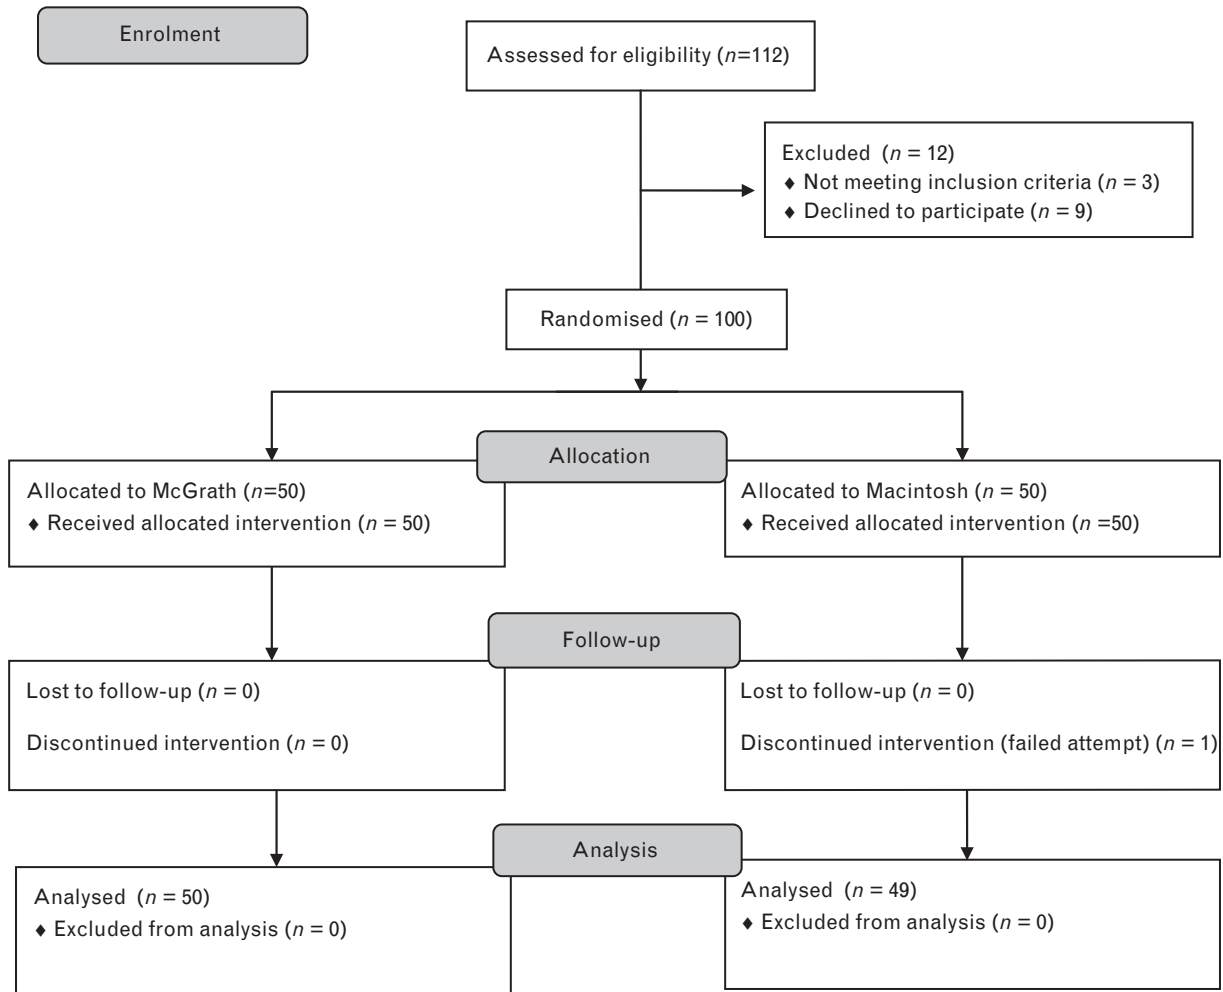 Enrolment
Assessed for eligibility (n=112)
Excluded (n = 12)
♦ Not meeting inclusion criteria (n = 3)
♦ Declined to participate (n = 9)
Randomised (n = 100)
Allocation
Allocated to McGrath (n=50)
♦ Received allocated intervention (n = 50)
Allocated to Macintosh (n = 50)
♦ Received allocated intervention (n =50)
Follow-up
Lost to follow-up (n = 0)
Discontinued intervention (n = 0)
Lost to follow-up (n = 0)
Discontinued intervention (failed attempt) (n = 1)
Analysis
Analysed (n = 50)
♦ Excluded from analysis (n = 0)
Analysed (n = 49)
♦ Excluded from analysis (n = 0)